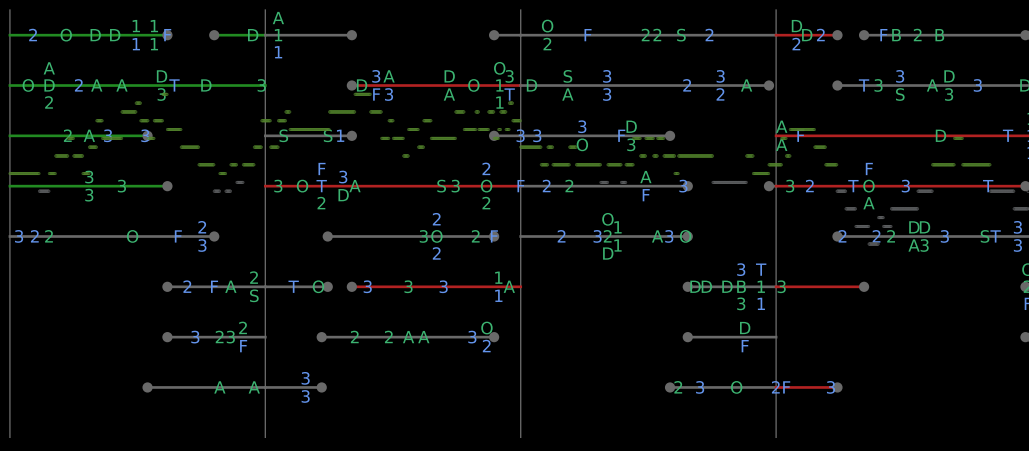 2 O D D 1 1 F D A 1 1 O 2 F 2 2 S 2 D 2 D 2 F B 2 B
1 1
O A D 2 2 A A D 3 T D 3 D 3 F A 3 D A O O 1 1 3 T D S A 3 3 2 3 2 A T 3 3 S A D 3 3 D
2 A 3 3 S S 1 3 3 3 O F D 3 A A F D T
3 3 3 3 O F T 2 3 D A S 3 2 O 2 F 2 2 A F 3 3 2 T F O A 3 T
3 2 2 O F 2 3 2 3 O 2 2 F 2 3 O 2 D 1 1 A 3 O 2 2 2 D A D 3 3 S T 3 3
2 F A 2 S T O 3 3 3 1 1 A D D D 3 B 3 T 1 1 3
3 2 3 2 F 2 2 A A 3 O 2 D F
A A 3 3 2 3 O 2 F 3